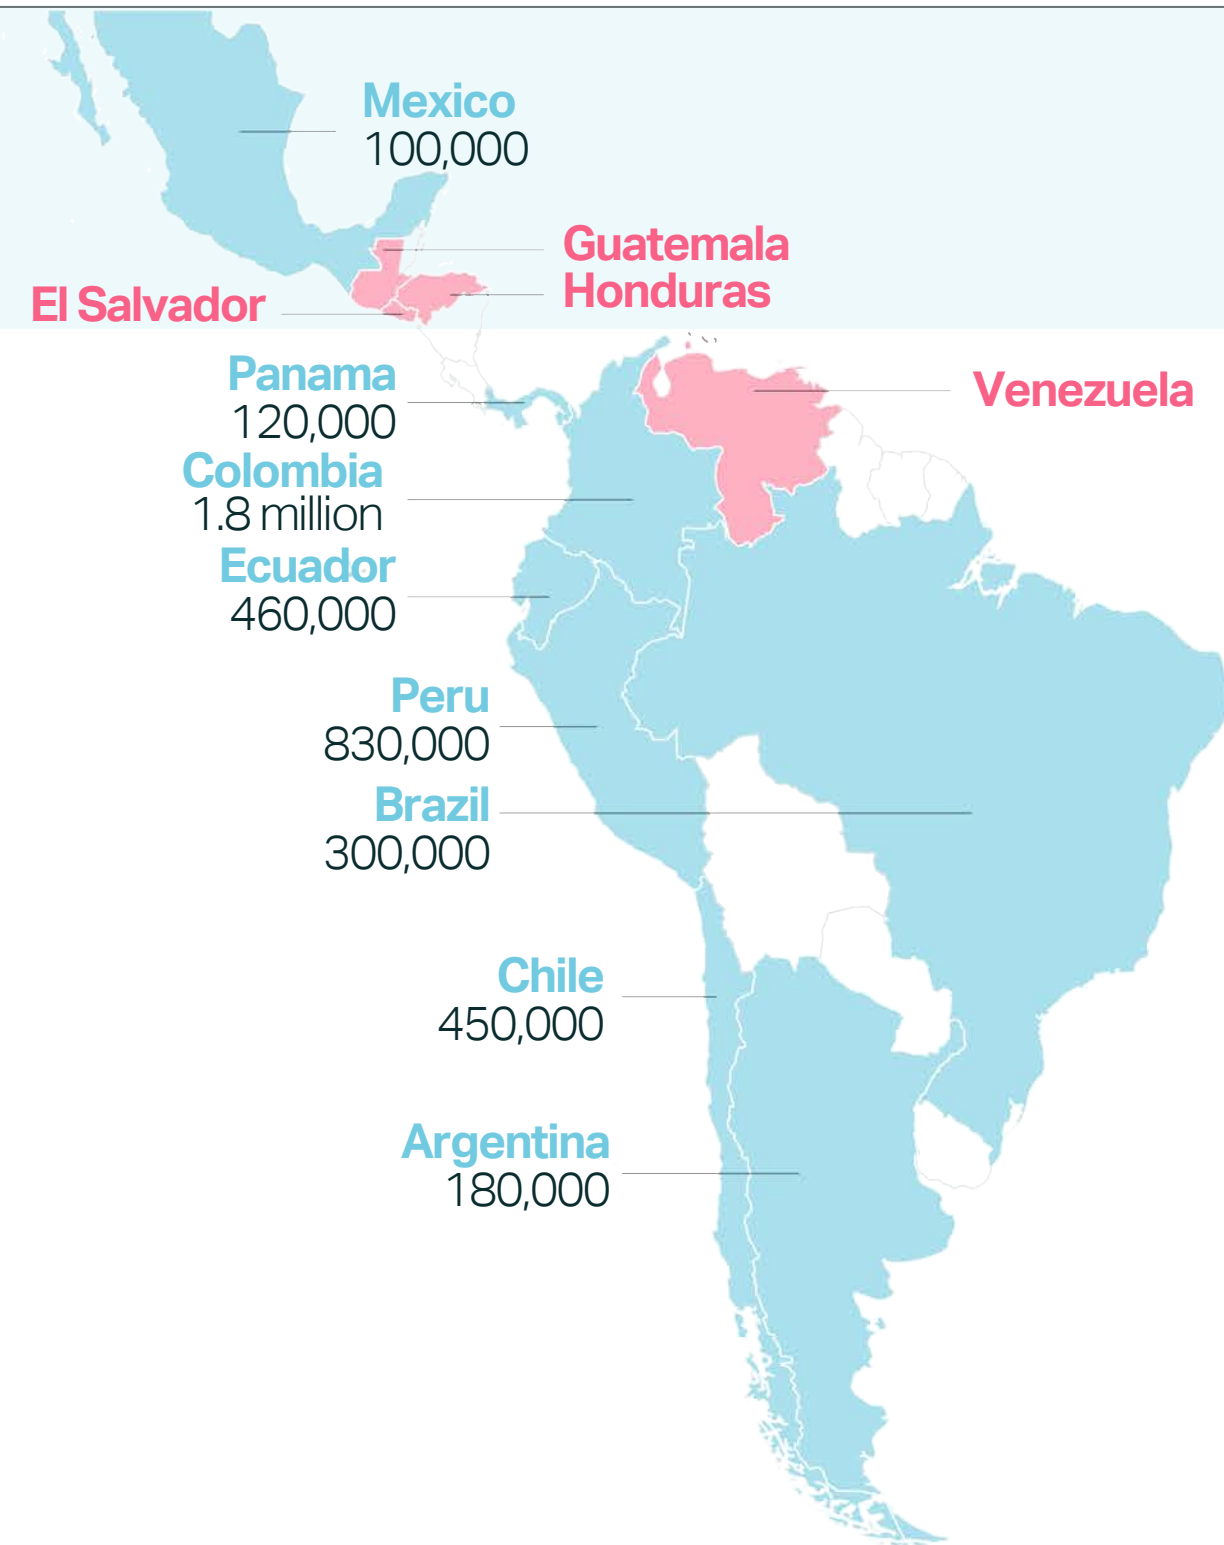 Mexico
100,000
Guatemala
Honduras
El Salvador
Panama
120,000
Venezuela
Colombia
1.8 million
Ecuador
460,000
Peru
830,000
Brazil
300,000
Chile
450,000
Argentina
180,000